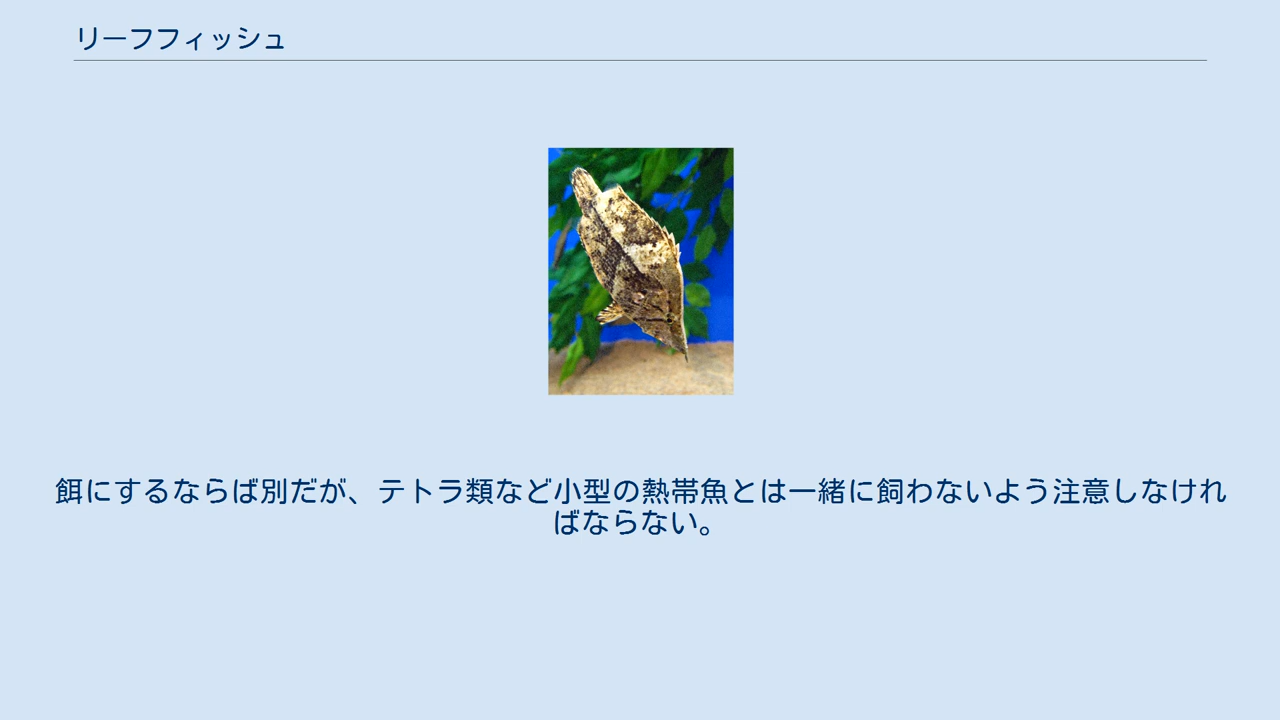 リーフフィッシュ
餌にするならば別だが、テトラ類など小型の熱帯魚とは一緒に飼わないよう注意しなけれ
ばならない。